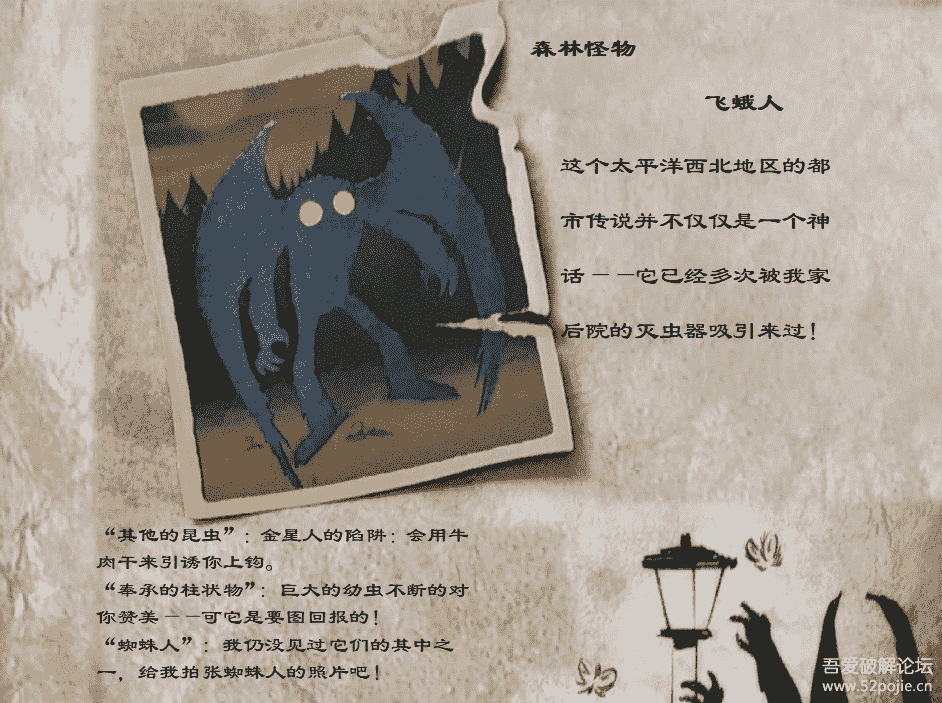 森林怪物
飞蛾人
这个太平洋西北地区的都
市传说并不仅仅是一个神
话——它已经多次被我家
后院的灭虫器吸引来过！
“其他的昆虫”：金星人的陷阱：会用牛
肉干来引诱你上钩。
“奉承的柱状物”：巨大的幼虫不断的对
你赞美——可它是要图回报的！
“蜘蛛人”：我仍没见过它们的其中之
一，给我拍张蜘蛛人的照片吧！
吾爱破解论坛
www.52pojie.cn